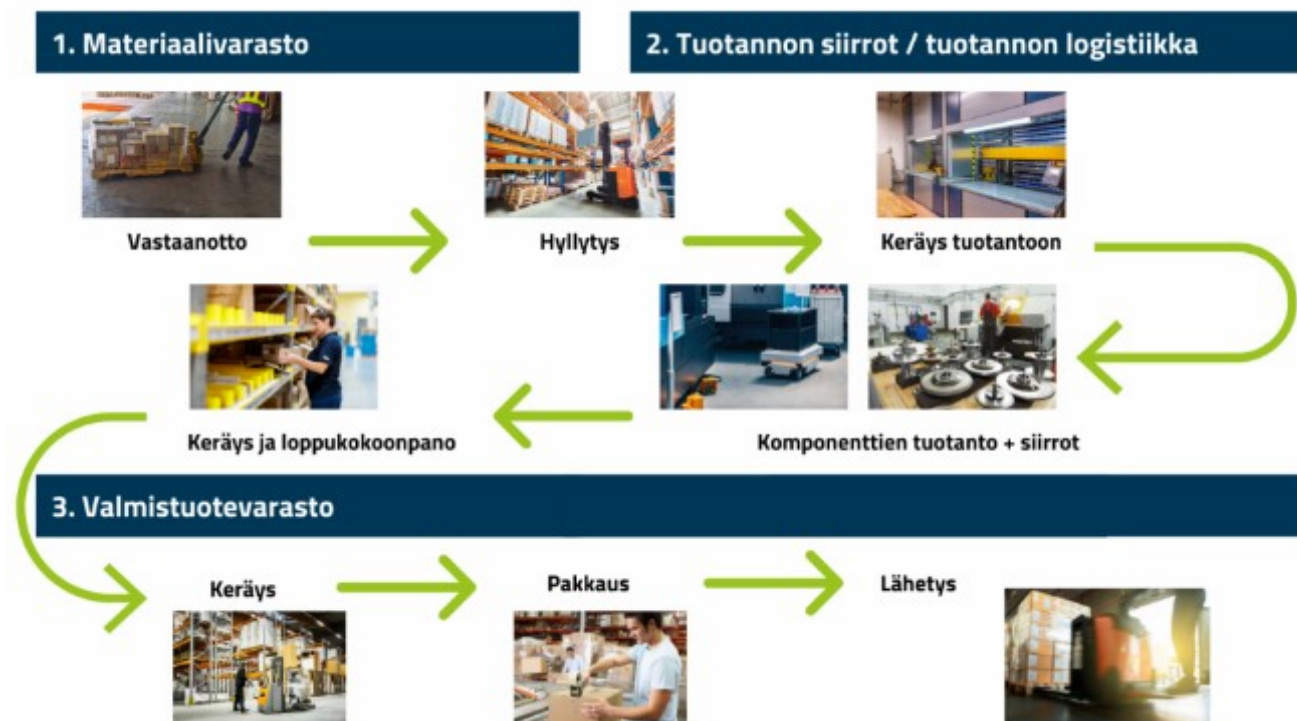 1. Materiaalivarasto
2. Tuotannon siirrot / tuotannon logistiikka
Vastaanotto
Hyllytys
Keräys tuotantoon
Keräys ja loppukokoonpano
Komponenttien tuotanto + siirrot
3. Valmistuotevarasto
Keräys
Pakkaus
Lähetys